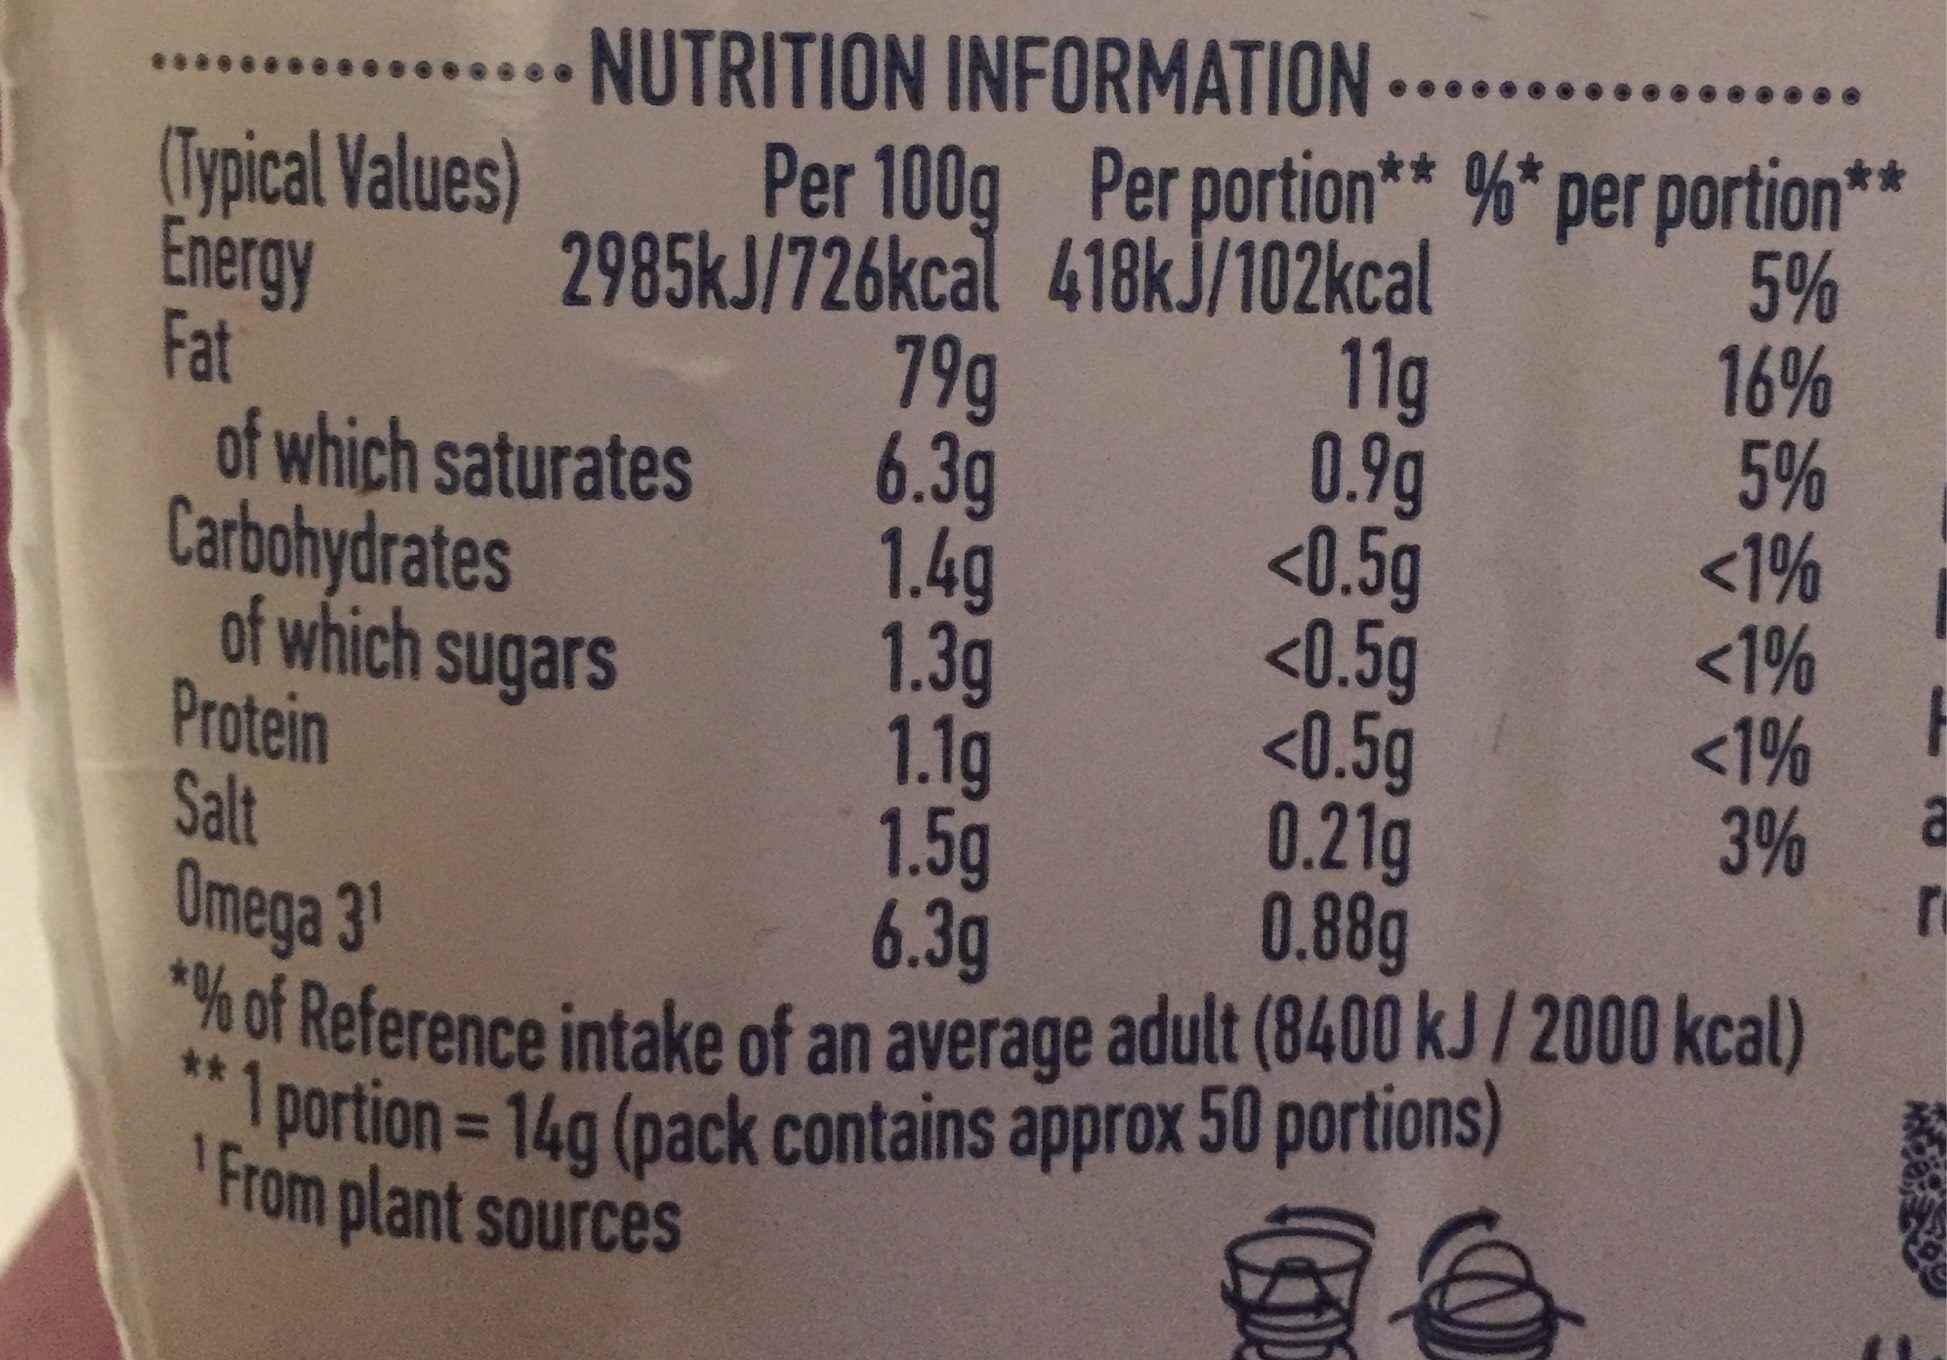 NUTRITION INFORMATION
(Typical Values) Per 100g Per portion** %* per portion**
Energy 2985kJ/726kcal 418kJ/102kcal 5%
Fat 79g 11g 16%
of which saturates 6.3g 0.9g 5%
Carbohydrates 1.4g <0.5g <1%
of which sugars 1.3g <0.5g <1%
Protein 1.1g <0.5g <1%
Salt 1.5g 0.21g 3%
Omega 3¹ 6.3g 0.88g
*% of Reference intake of an average adult (8400 kJ / 2000 kcal)
** 1 portion = 14g (pack contains approx 50 portions)
¹ From plant sources